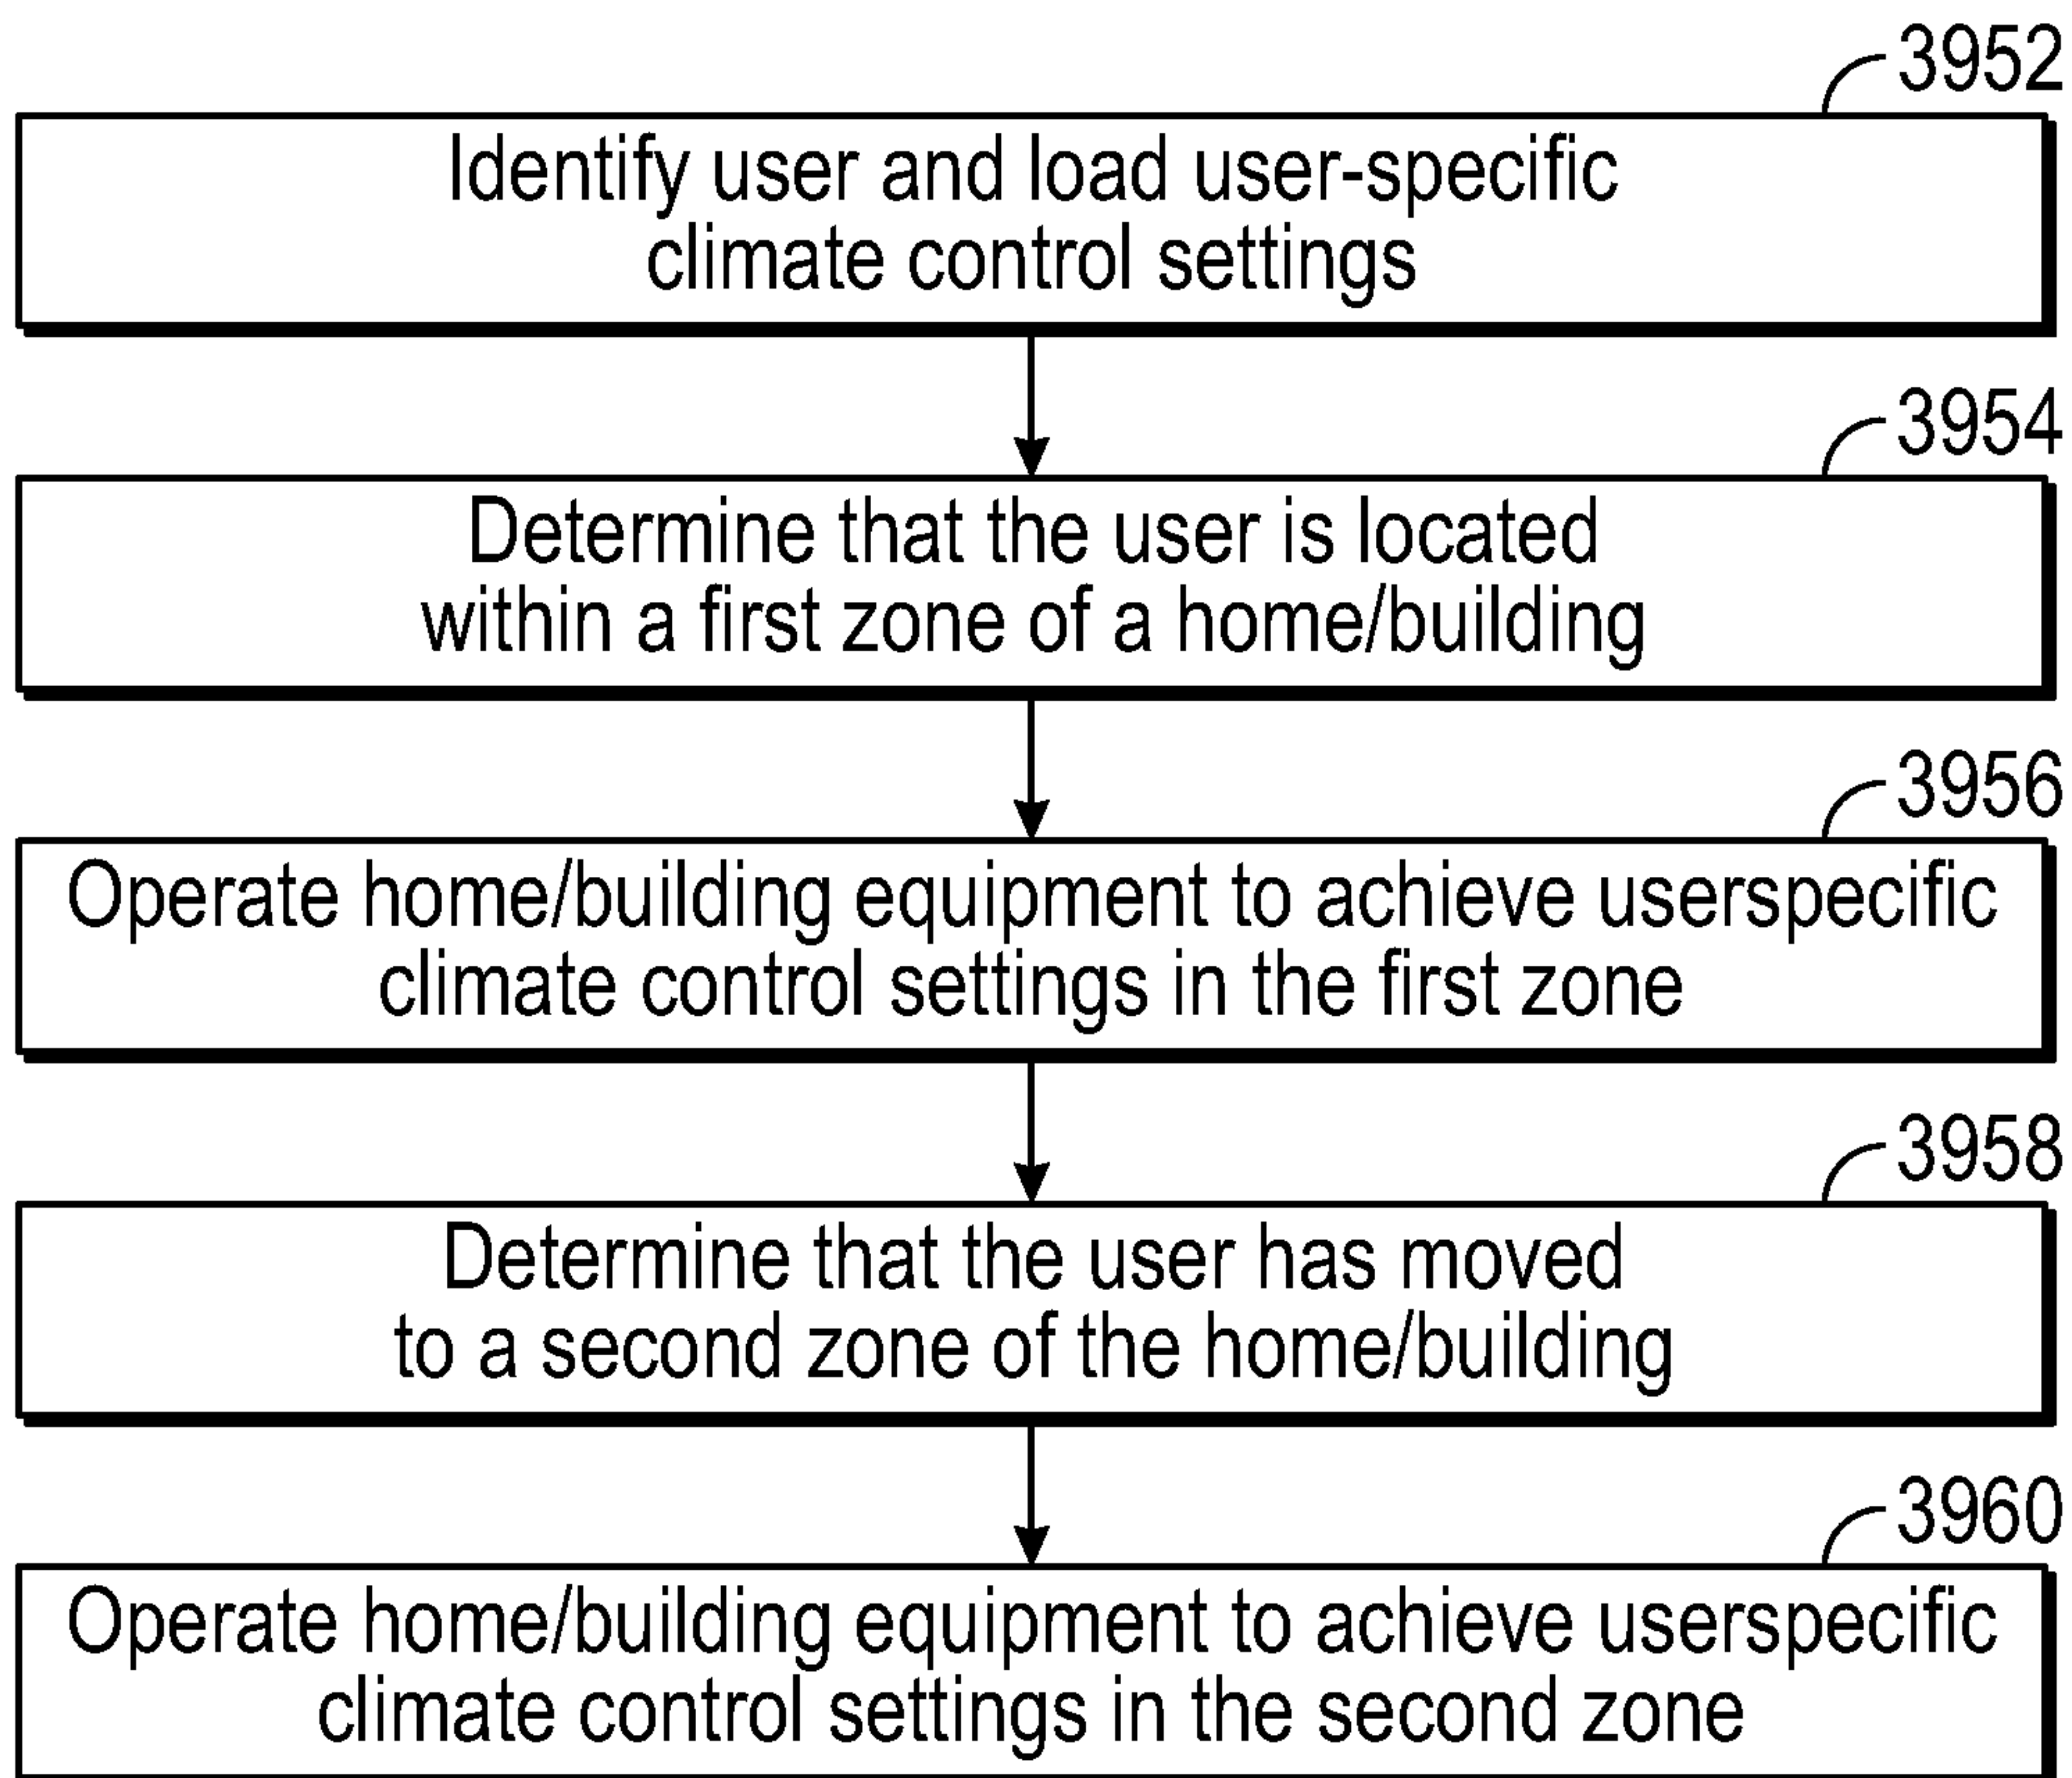 3952
Identify user and load user-specific
climate control settings
3954
Determine that the user is located
within a first zone of a home/building
3956
Operate home/building equipment to achieve userspecific
climate control settings in the first zone
3958
Determine that the user has moved
to a second zone of the home/building
3960
Operate home/building equipment to achieve userspecific
climate control settings in the second zone